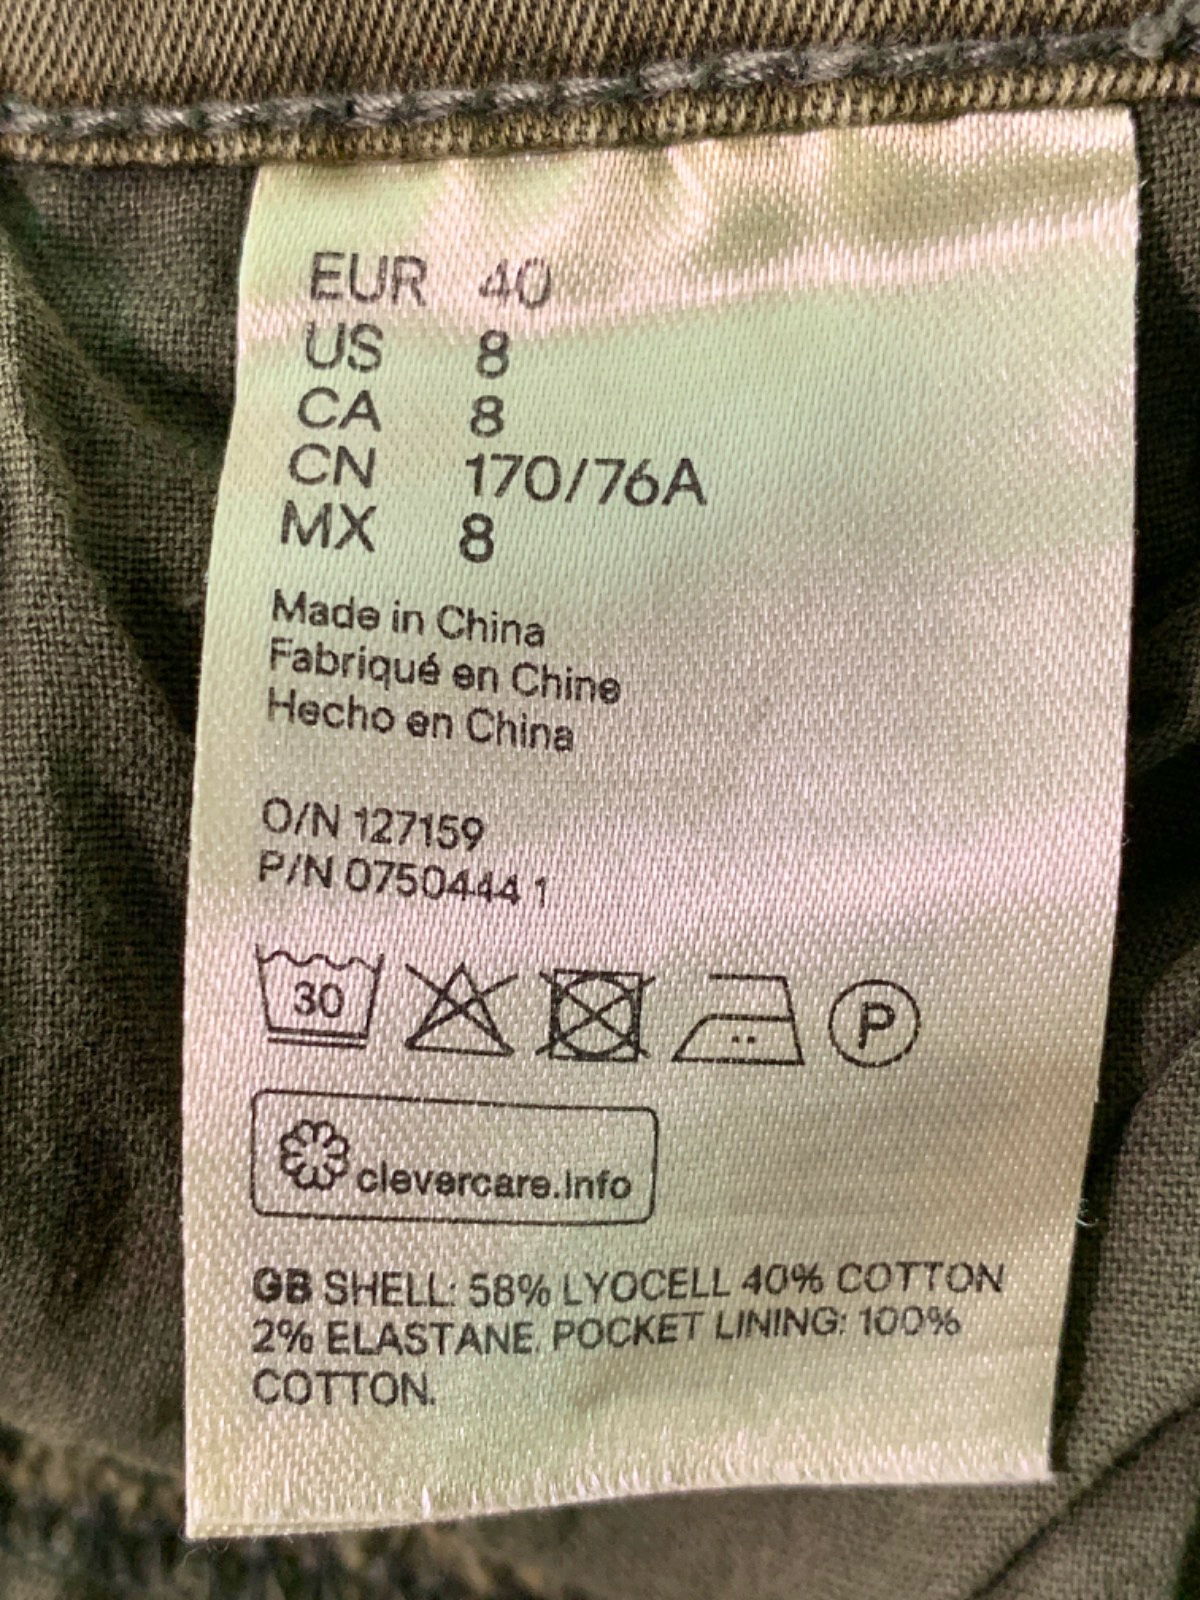 EUR 40
US 8
CA 8
CN 170/76A
MX 8
Made in China
Fabriqué en Chine
Hecho en China
O/N 127159
P/N 0750444 1
30
P
clevercare.info
GB SHELL: 58% LYOCELL 40% COTTON
2% ELASTANE. POCKET LINING: 100%
COTTON.